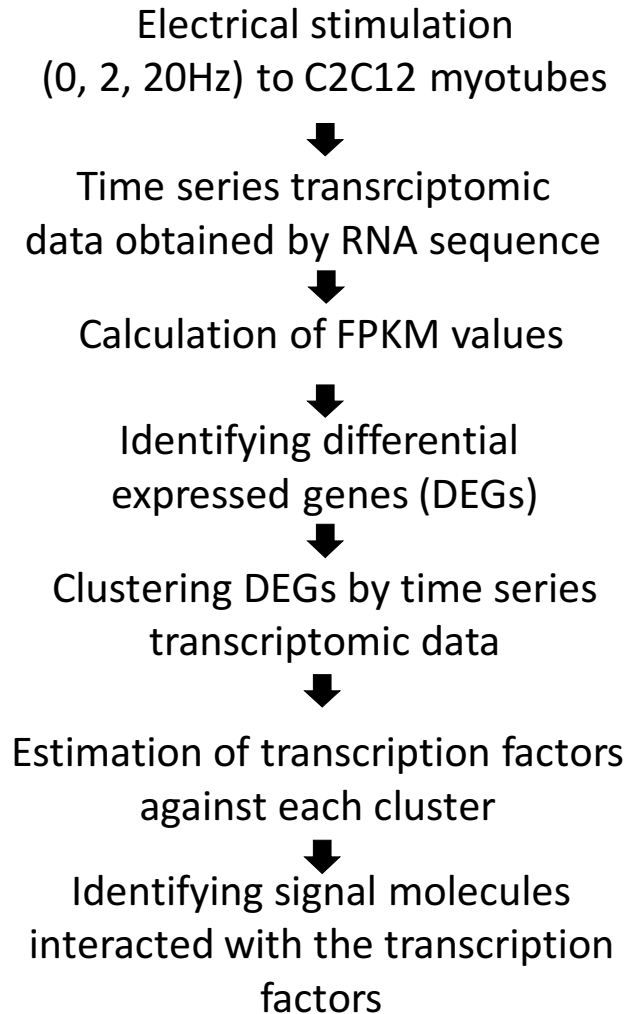 Electrical stimulation
(0, 2, 20Hz) to C2C12 myotubes
Time series transrciptomic
data obtained by RNA sequence
Calculation of FPKM values
Identifying differential
expressed genes (DEGs)
Clustering DEGs by time series
transcriptomic data
Estimation of transcription factors
against each cluster
Identifying signal molecules
interacted with the transcription
factors